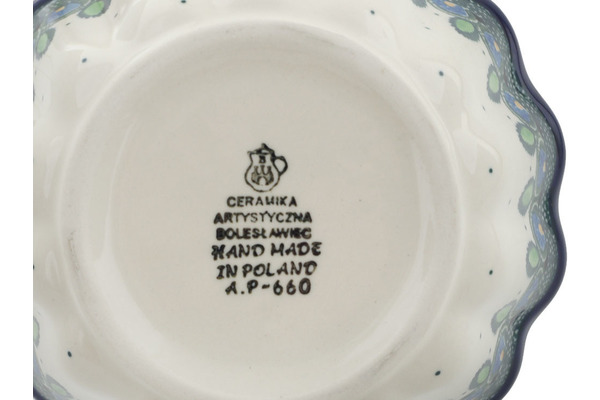 CERAMIKA
ARTYSTYCZNA
BOLESŁAWIEC
HAND MADE
IN POLAND
A.P-660